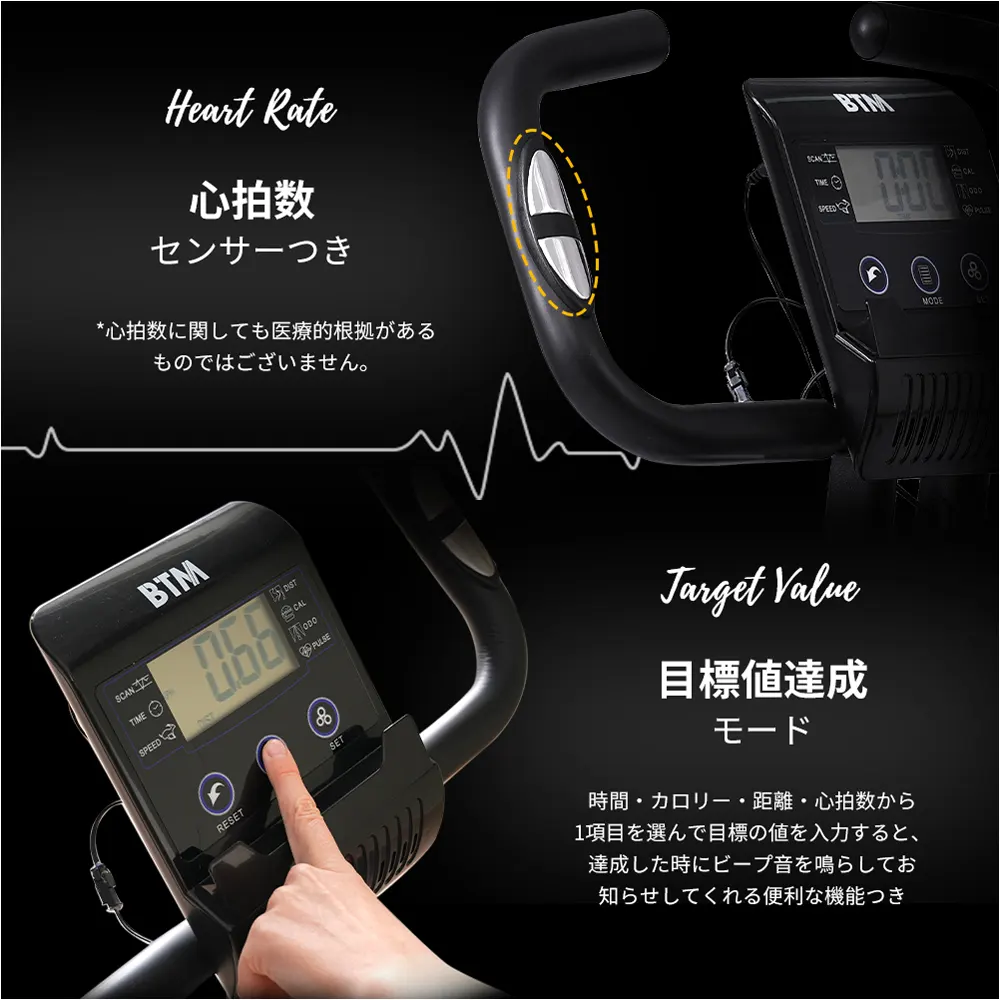 Heart Rate
心拍数
センサーつき
*心拍数に関しても医療的根拠がある
ものではございません。
BTM
SCAN
TIME
SPEED
DIST
CAL
ODO
PULSE
MODE
SET
BTM
0.66
SCAN
TIME
SPEED
DIST
CAL
ODO
PULSE
RESET
SET
Target Value
目標値達成
モード
時間・カロリー・距離・心拍数から
1項目を選んで目標の値を入力すると、
達成した時にビープ音を鳴らしてお
知らせしてくれる便利な機能つき